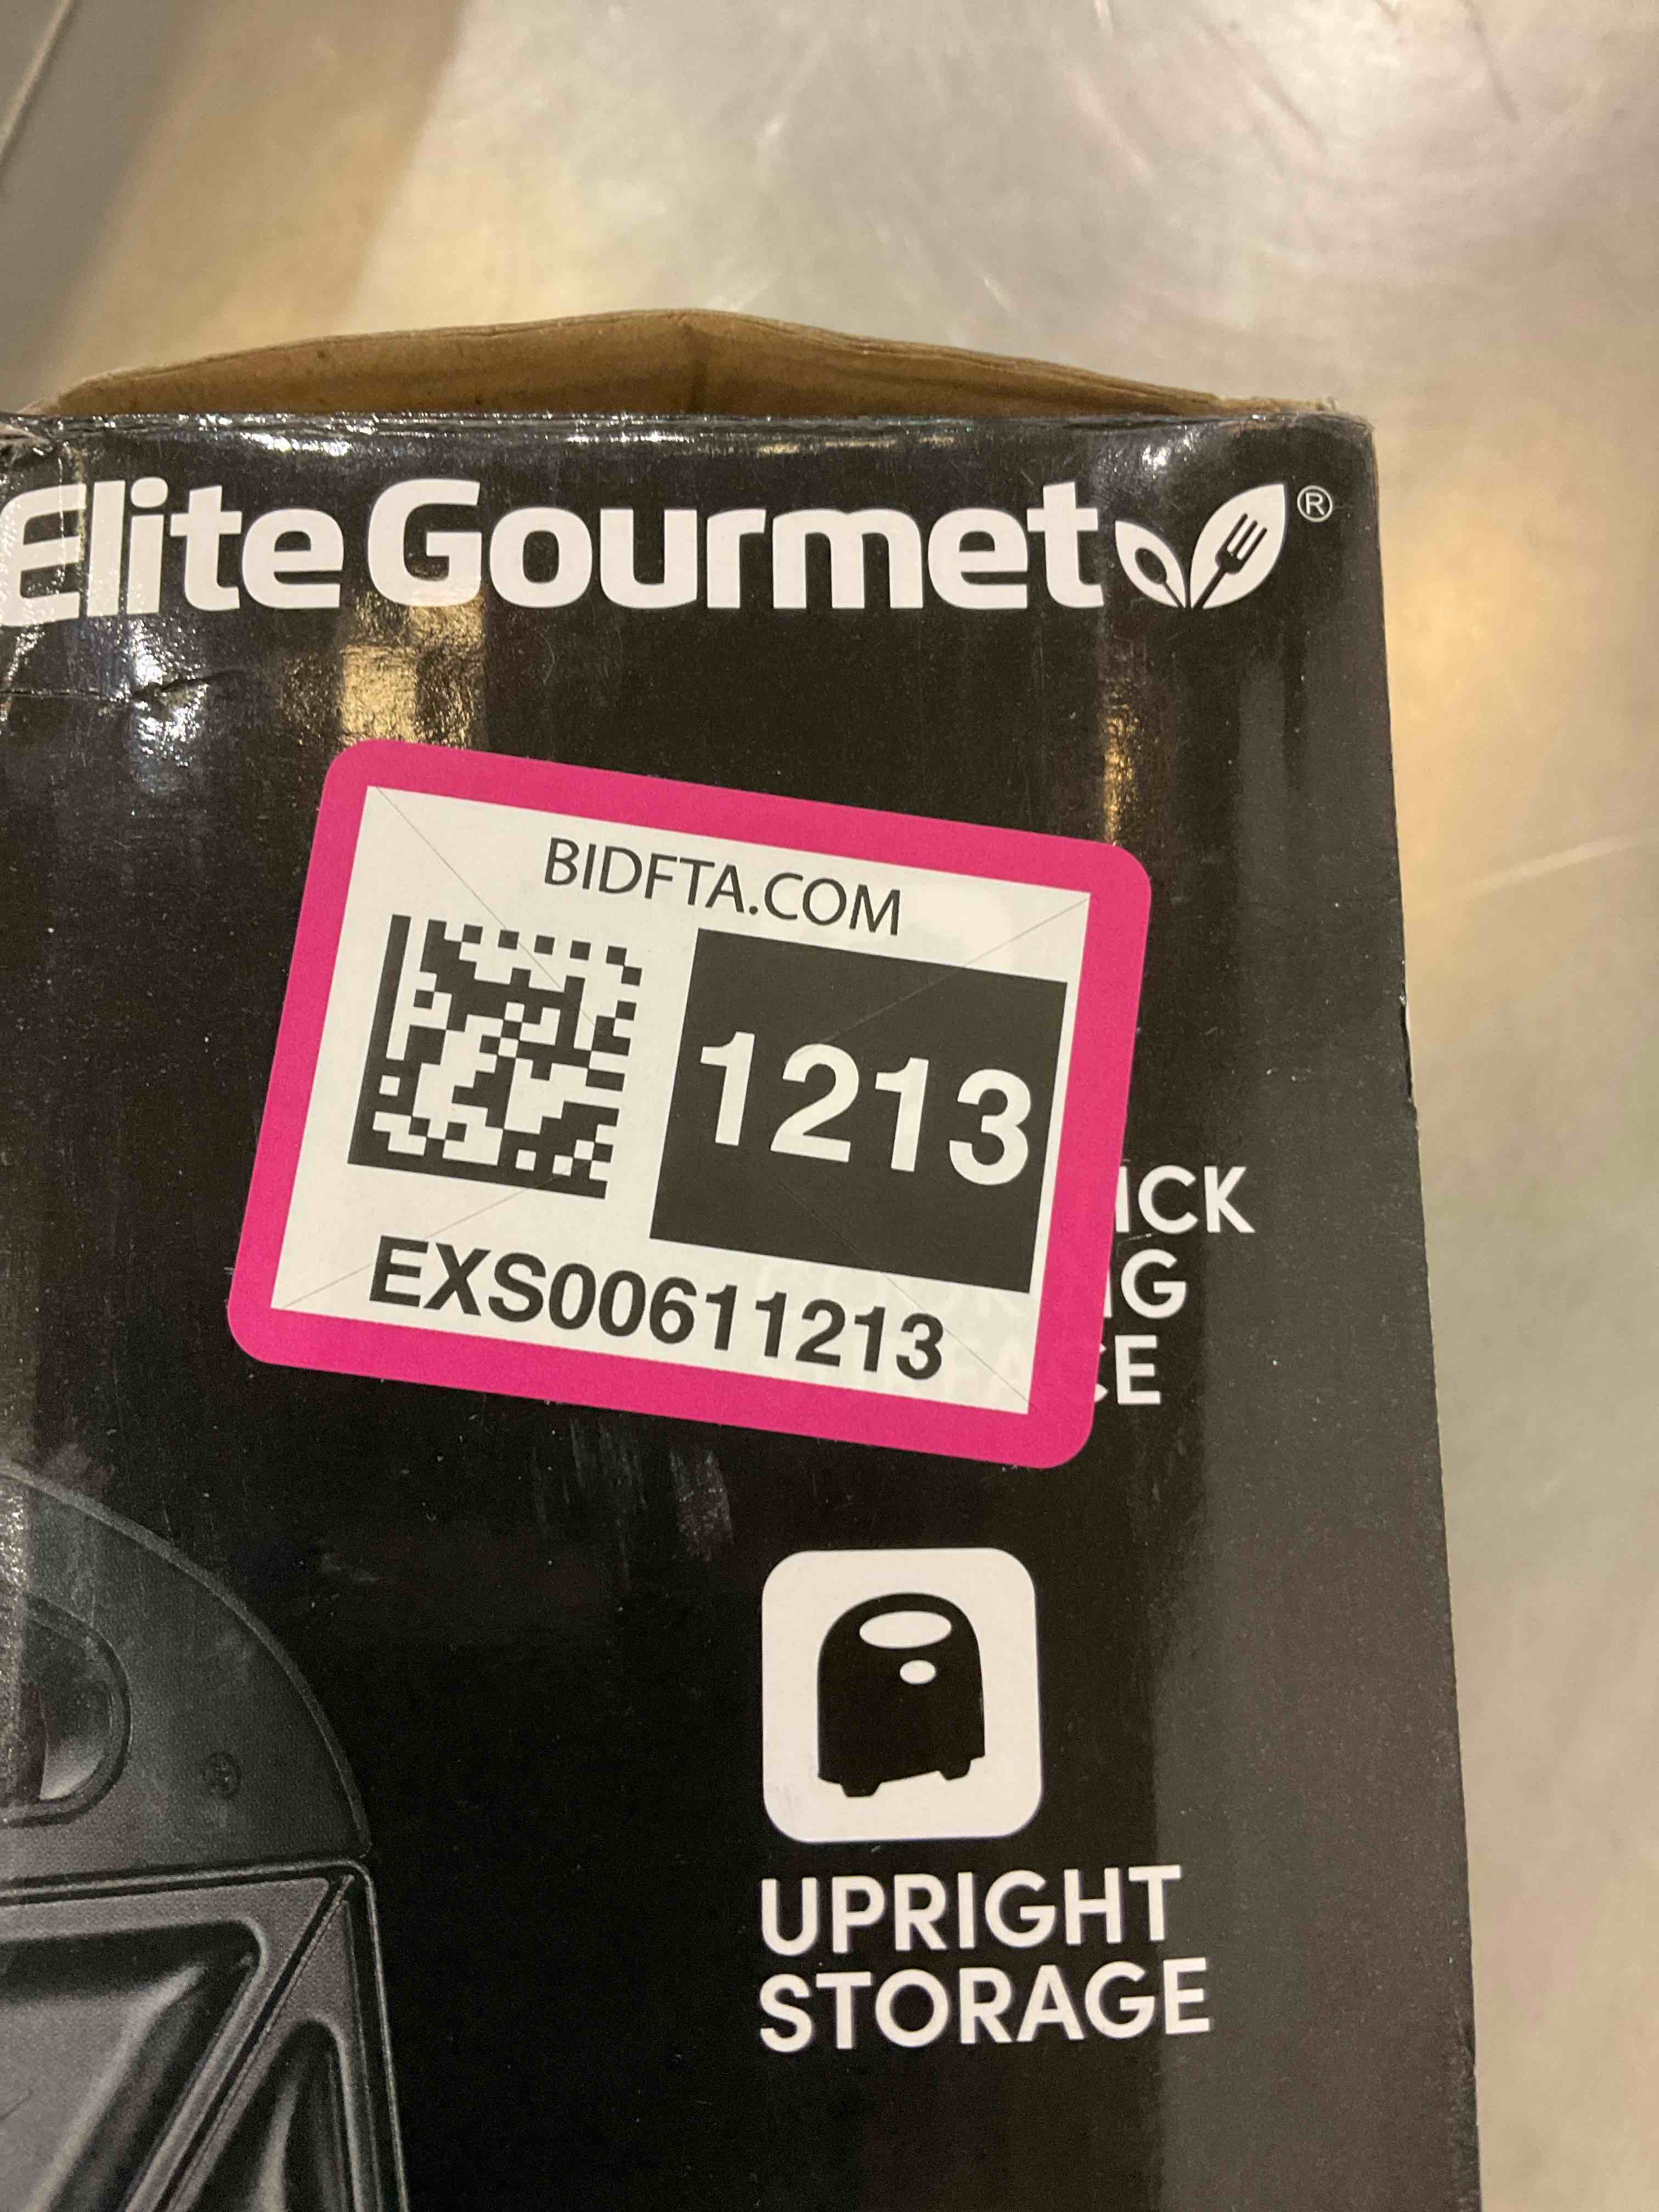 Elite Gourmet®
BIDFTA.COM
1213
EXS00611213
UPRIGHT
STORAGE